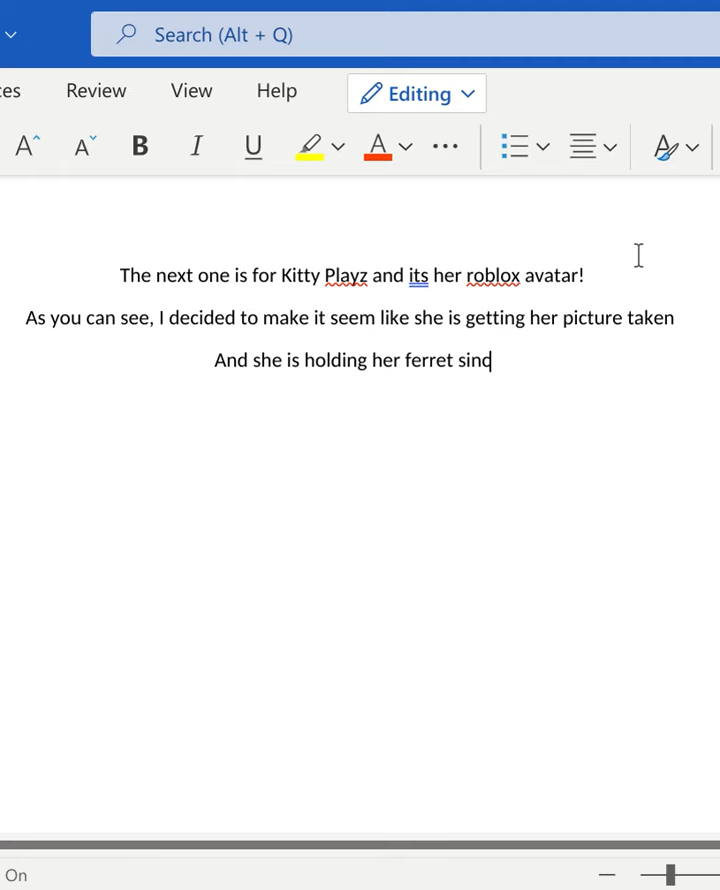 Search (Alt + Q)
ces Review View Help Editing
A A B I U A A
The next one is for Kitty Playz and its her roblox avatar!
As you can see, I decided to make it seem like she is getting her picture taken
And she is holding her ferret sinc
On